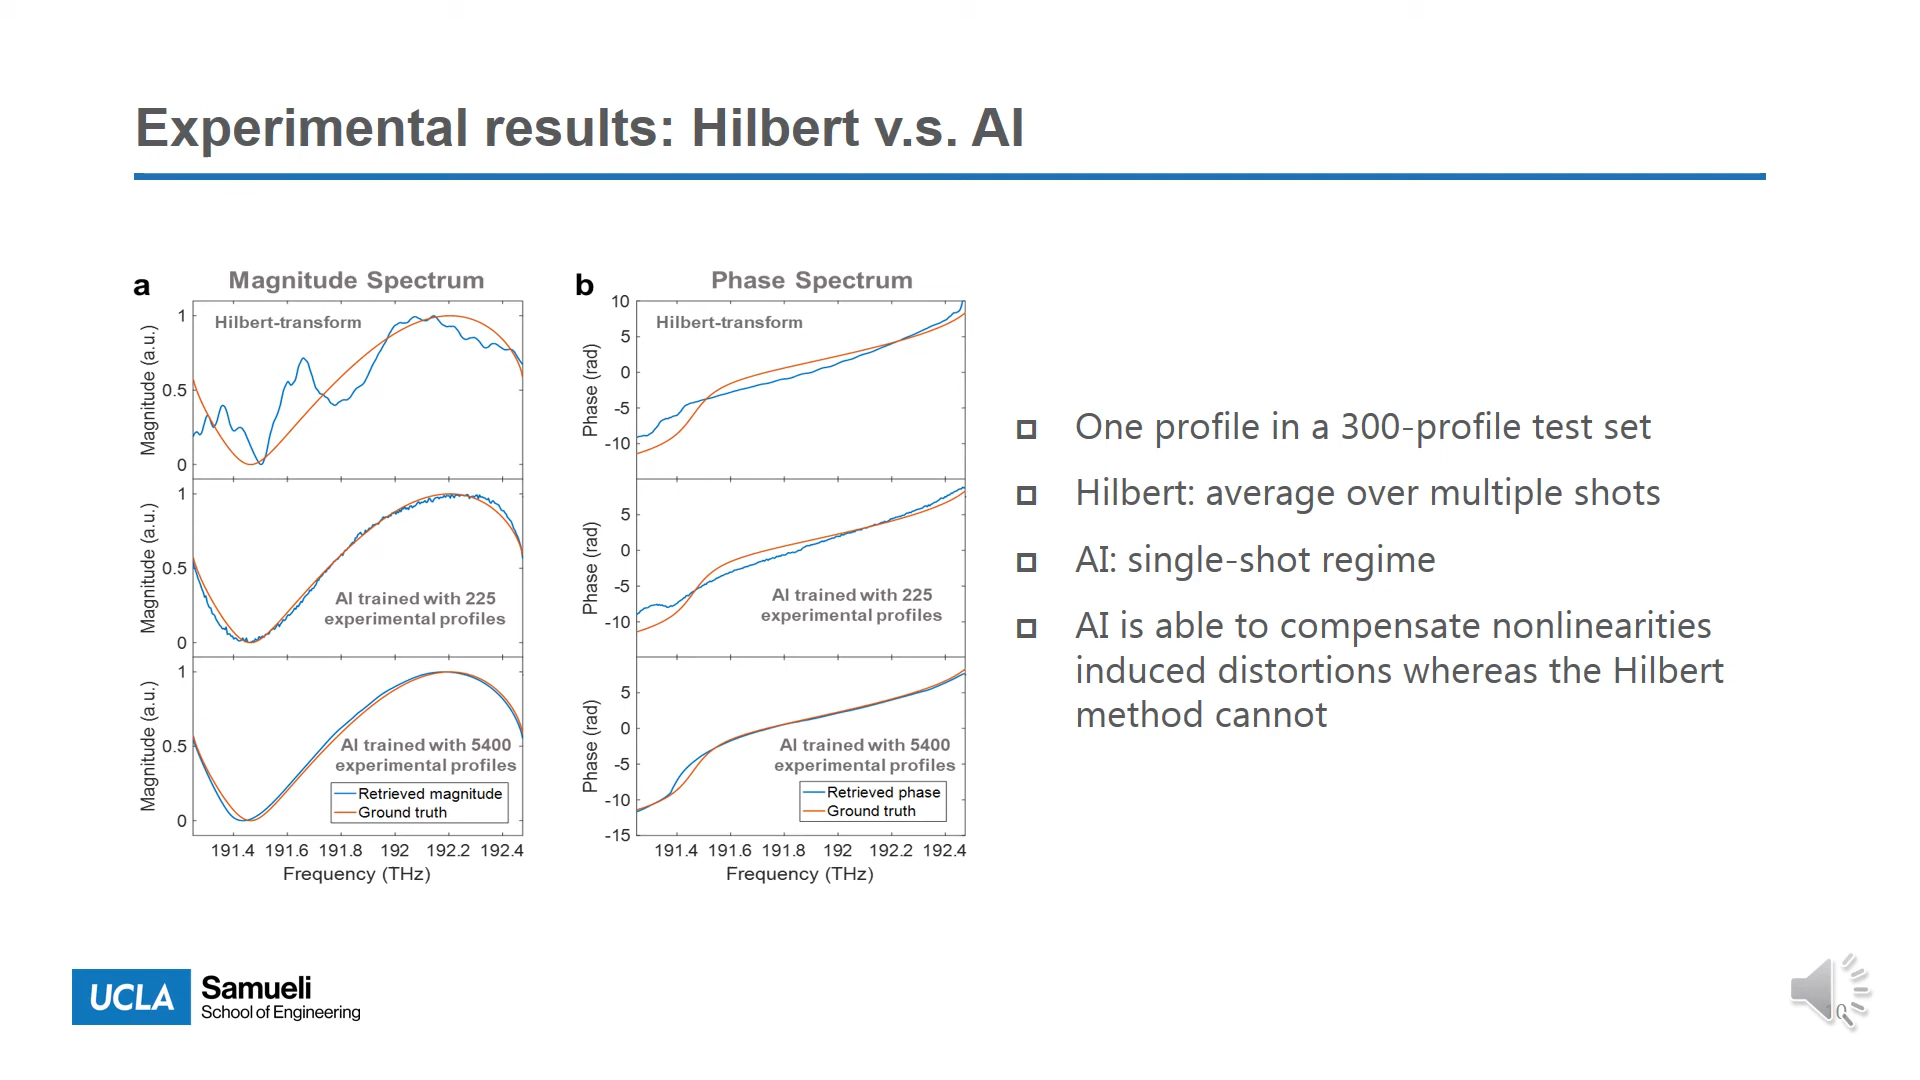 Experimental results: Hilbert v.s. AI
a
Magnitude Spectrum
Hilbert-transform
Magnitude (a.u.)
1
0.5
0
AI trained with 225
experimental profiles
Magnitude (a.u.)
1
0.5
0
AI trained with 5400
experimental profiles
Retrieved magnitude
Ground truth
Magnitude (a.u.)
1
0.5
0
191.4 191.6 191.8 192 192.2 192.4
Frequency (THz)
b
Phase Spectrum
Hilbert-transform
Phase (rad)
10
5
0
-5
-10
AI trained with 225
experimental profiles
Phase (rad)
5
0
-5
-10
AI trained with 5400
experimental profiles
Retrieved phase
Ground truth
Phase (rad)
5
0
-5
-10
-15
191.4 191.6 191.8 192 192.2 192.4
Frequency (THz)
One profile in a 300-profile test set
Hilbert: average over multiple shots
AI: single-shot regime
AI is able to compensate nonlinearities
induced distortions whereas the Hilbert
method cannot
UCLA
Samueli
School of Engineering